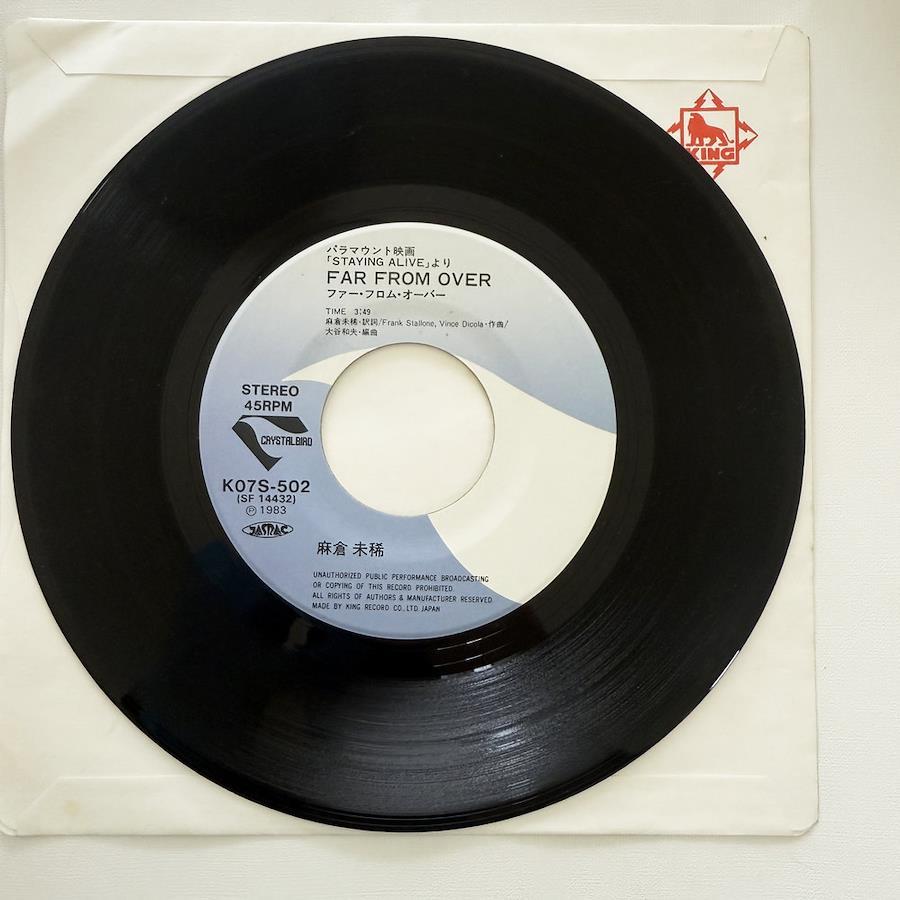 KING
パラマウント映画
「STAYING ALIVE」より
FAR FROM OVER
ファー・フロム・オーバー
TIME 3:49
麻倉未稀・訳詞/Frank Stallone, Vince Dicola・作曲/
大谷和夫・編曲
STEREO
45RPM
CRYSTALBIRD
K07S-502
(SF 14432)
Ⓟ 1983
JASRAC
麻倉 未稀
UNAUTHORIZED PUBLIC PERFORMANCE BROADCASTING
OR COPYING OF THIS RECORD PROHIBITED.
ALL RIGHTS OF AUTHORS & MANUFACTURER RESERVED.
MADE BY KING RECORD CO., LTD. JAPAN